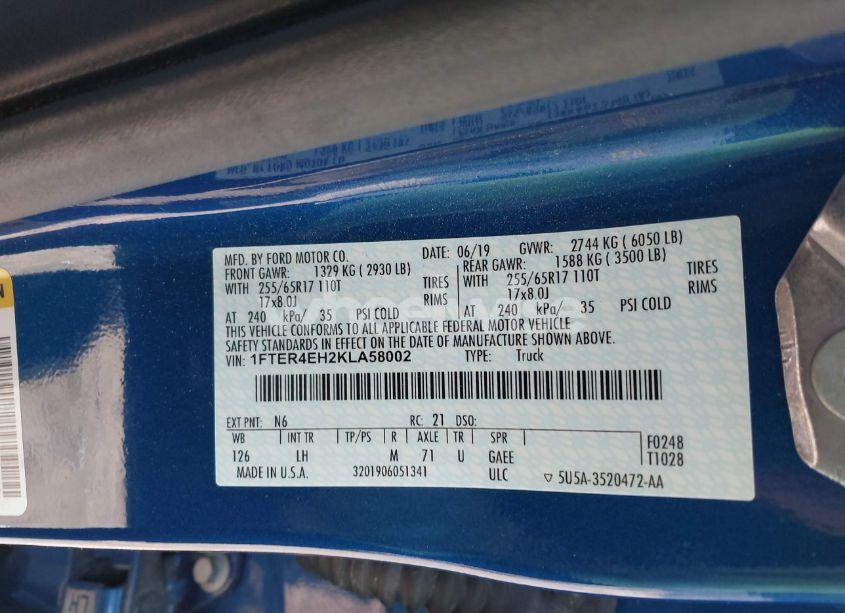 MFD. BY FORD MOTOR CO. DATE: 06/19 GVWR: 2744 KG ( 6050 LB)
FRONT GAWR: 1329 KG ( 2930 LB) REAR GAWR: 1588 KG ( 3500 LB)
WITH 255/65R17 110T TIRES WITH 255/65R17 110T TIRES
17x8.0J RIMS 17x8.0J RIMS
AT 240 kPa/ 35 PSI COLD AT 240 kPa/ 35 PSI COLD
THIS VEHICLE CONFORMS TO ALL APPLICABLE FEDERAL MOTOR VEHICLE
SAFETY STANDARDS IN EFFECT ON THE DATE OF MANUFACTURE SHOWN ABOVE.
VIN: 1FTER4EH2KLA58002 TYPE: Truck
EXT PNT: N6 RC: 21 DSO:
WB INT TR TP/PS R AXLE TR SPR F0248
126 LH M 71 U GAEE T1028
MADE IN U.S.A. 3201906051341 ULC ▽ 5U5A-3520472-AA
LH